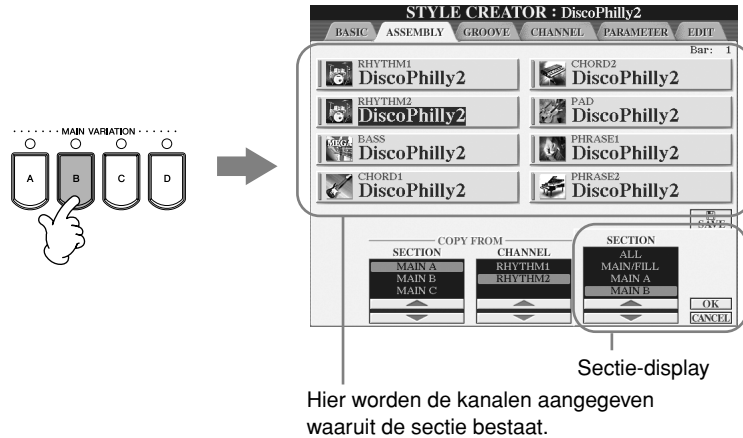 STYLE CREATOR : DiscoPhilly2
BASIC ASSEMBLY GROOVE CHANNEL PARAMETER EDIT
Bar: 1
RHYTHM1
DiscoPhilly2
CHORD2
DiscoPhilly2
RHYTHM2
DiscoPhilly2
PAD
DiscoPhilly2
MEGA
BASS
DiscoPhilly2
PHRASE1
DiscoPhilly2
CHORD1
DiscoPhilly2
PHRASE2
DiscoPhilly2
MAIN VARIATION
A B C D
SAVE
COPY FROM
SECTION
MAIN A
MAIN B
MAIN C
CHANNEL
RHYTHM1
RHYTHM2
SECTION
ALL
MAIN/FILL
MAIN A
MAIN B
OK
CANCEL
Sectie-display
Hier worden de kanalen aangegeven
waaruit de sectie bestaat.